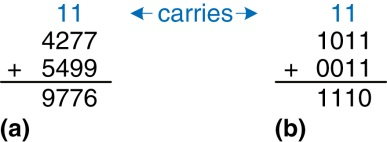 11 ← carries → 11
4277 1011
+ 5499 + 0011
9776 1110
(a) (b)